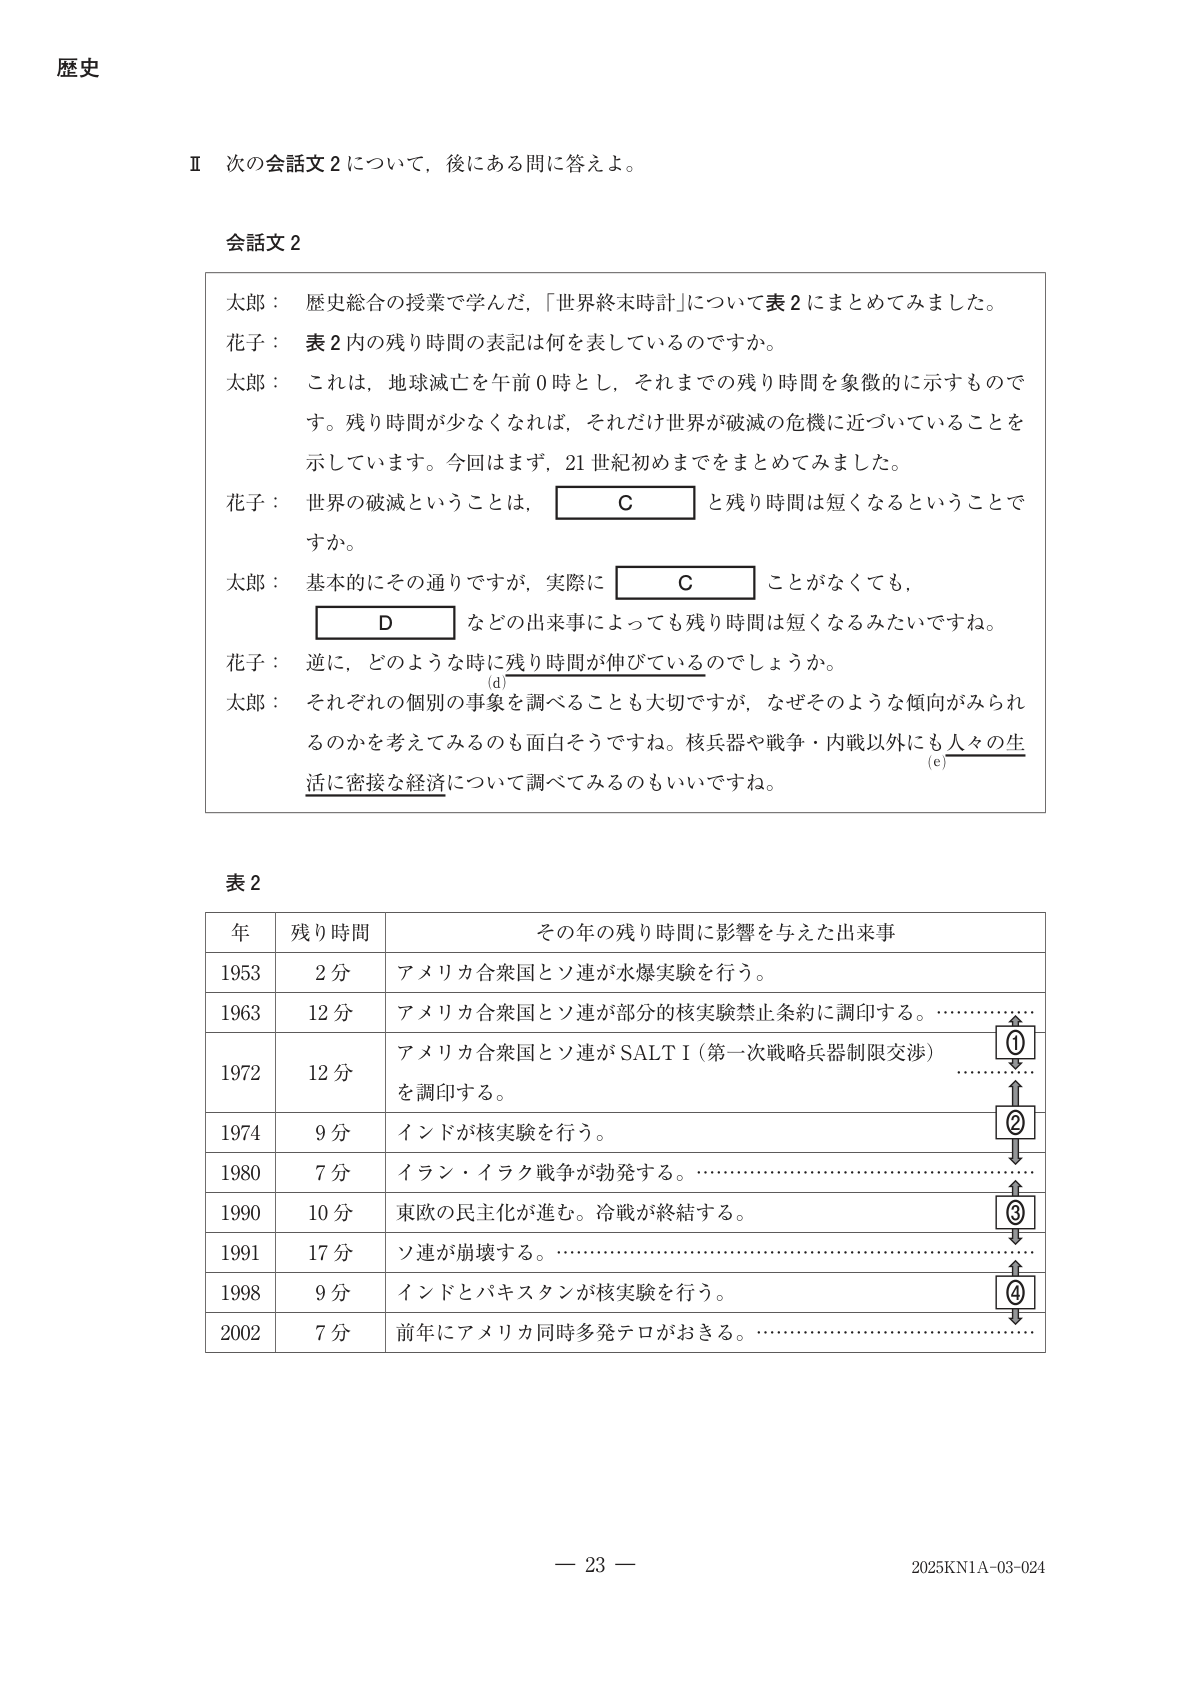 歴史
Ⅱ 次の会話文2について，後にある問に答えよ。
会話文2
太郎： 歴史総合の授業で学んだ，「世界終末時計」について表2にまとめてみました。
花子： 表2内の残り時間の表記は何を表しているのですか。
太郎： これは，地球滅亡を午前0時とし，それまでの残り時間を象徴的に示すもので
す。残り時間が少なくなれば，それだけ世界が破滅の危機に近づいていることを
示しています。今回はまず，21世紀初めまでをまとめてみました。
花子： 世界の破滅ということは， C と残り時間は短くなるということで
すか。
太郎： 基本的にその通りですが，実際に C ことがなくても，
D などの出来事によっても残り時間は短くなるみたいですね。
花子： 逆に，どのような時に(d)残り時間が伸びているのでしょうか。
太郎： それぞれの個別の事象を調べることも大切ですが，なぜそのような傾向がみられ
るのかを考えてみるのも面白そうですね。核兵器や戦争・内戦以外にも(e)人々の生
活に密接な経済について調べてみるのもいいですね。
表2
年 残り時間 その年の残り時間に影響を与えた出来事
1953 2分 アメリカ合衆国とソ連が水爆実験を行う。
1963 12分 アメリカ合衆国とソ連が部分的核実験禁止条約に調印する。…………
①
1972 12分 アメリカ合衆国とソ連がSALTⅠ（第一次戦略兵器制限交渉）
を調印する。 …………
②
1974 9分 インドが核実験を行う。
1980 7分 イラン・イラク戦争が勃発する。…………
1990 10分 東欧の民主化が進む。冷戦が終結する。 ③
1991 17分 ソ連が崩壊する。…………
1998 9分 インドとパキスタンが核実験を行う。 ④
2002 7分 前年にアメリカ同時多発テロがおきる。…………
— 23 —
2025KN1A-03-024